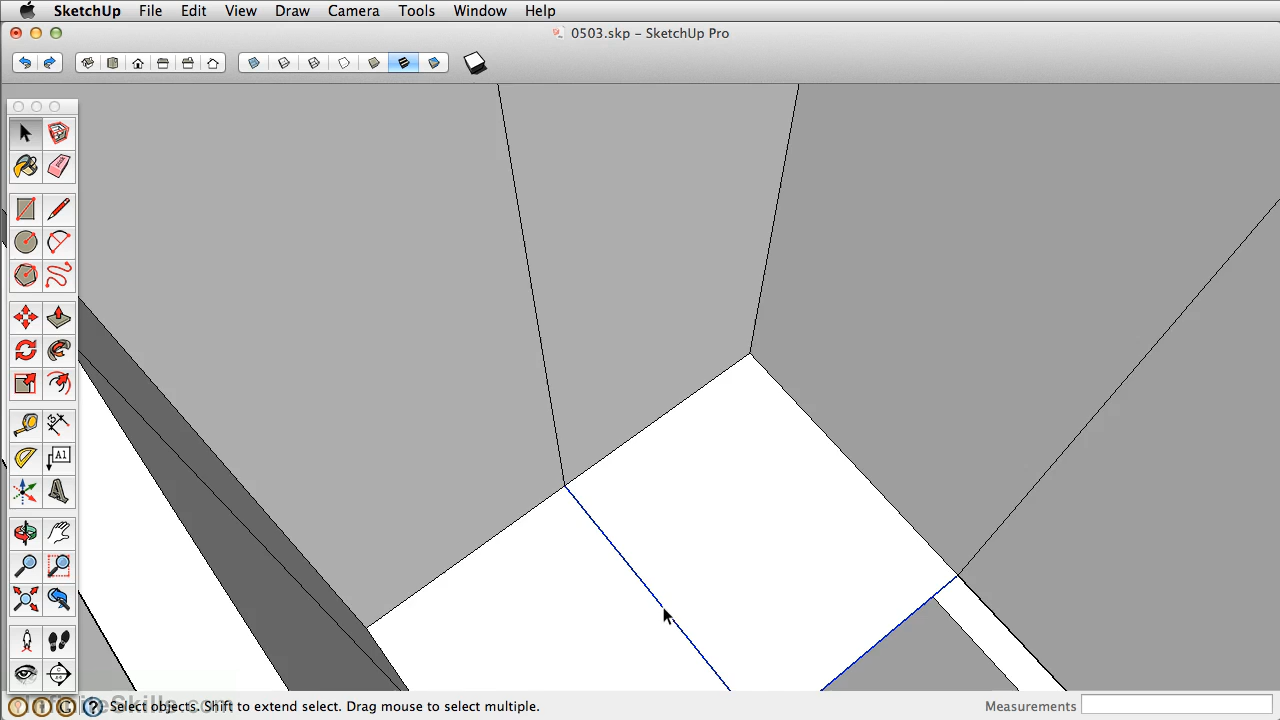 SketchUp File Edit View Draw Camera Tools Window Help
0503.skp – SketchUp Pro
A1
Select objects. Shift to extend select. Drag mouse to select multiple.
Measurements